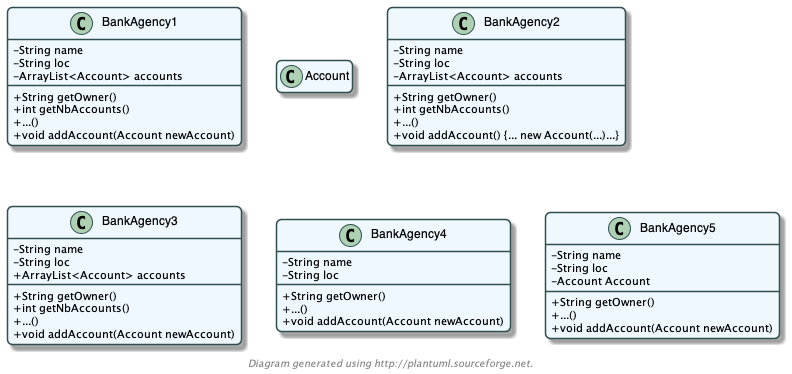 C BankAgency1
-String name
-String loc
-ArrayList<Account> accounts
+String getOwner()
+int getNbAccounts()
+...()
+void addAccount(Account newAccount)
C Account
C BankAgency2
-String name
-String loc
-ArrayList<Account> accounts
+String getOwner()
+int getNbAccounts()
+...()
+void addAccount() {... new Account(...)...}
C BankAgency3
-String name
-String loc
+ArrayList<Account> accounts
+String getOwner()
+int getNbAccounts()
+...()
+void addAccount(Account newAccount)
C BankAgency4
-String name
-String loc
+String getOwner()
+...()
+void addAccount(Account newAccount)
C BankAgency5
-String name
-String loc
-Account Account
+String getOwner()
+...()
+void addAccount(Account newAccount)
Diagram generated using http://plantuml.sourceforge.net.